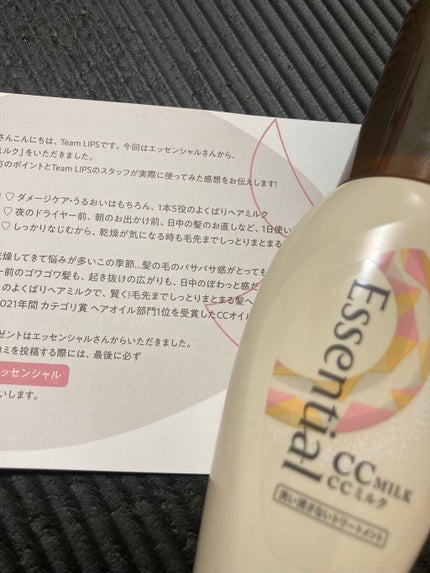 さんこんにちは、Team LIPSです。今回はエッセンシャルさんから、
ミルク」をいただきました。
方のポイントとTeam LIPSのスタッフが実際に使ってみた感想をお伝えします!
♡ ダメージケア・うるおいはもちろん、1本5役のよくばりヘアミルク
♡ 夜のドライヤー前、朝のお出かけ前、日中の髪のお直しなど、1日使い
♡ しっかりなじむから、乾燥が気になる時も毛先までしっとりまとまる
乾燥してきて悩みが多いこの季節...髪の毛のパサパサ感がとっても
ー前のゴワゴワ髪も、起き抜けの広がりも、日中のぱわっと感だ
のよくばりヘアミルクで、賢く!毛先までしっとりまとまる髪へ
2021年間 カテゴリ賞 ヘアオイル部門1位を受賞したCCオイル
ゼントはエッセンシャルさんからいただきました。
コミを投稿する際には、最後に必ず
ッセンシャル
いします。
Essential
CC MILK
CCミルク
洗い流さないトリートメント